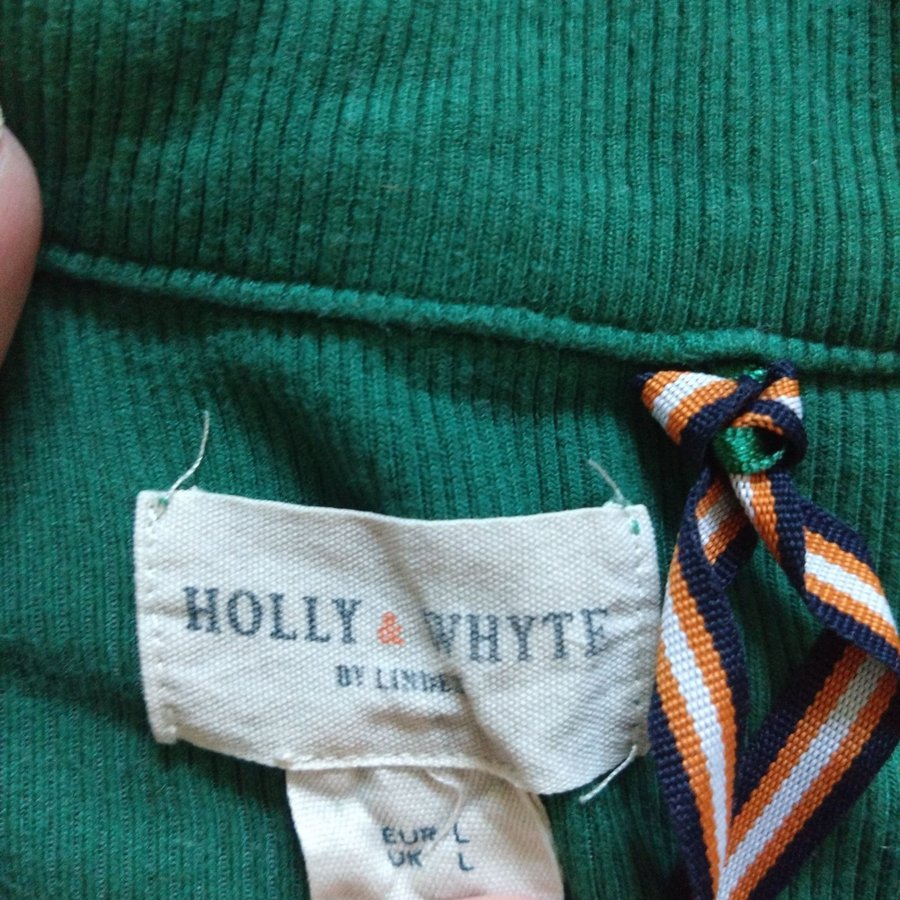 HOLLY & WHYTE
BY LINDEX
EUR L
UK L